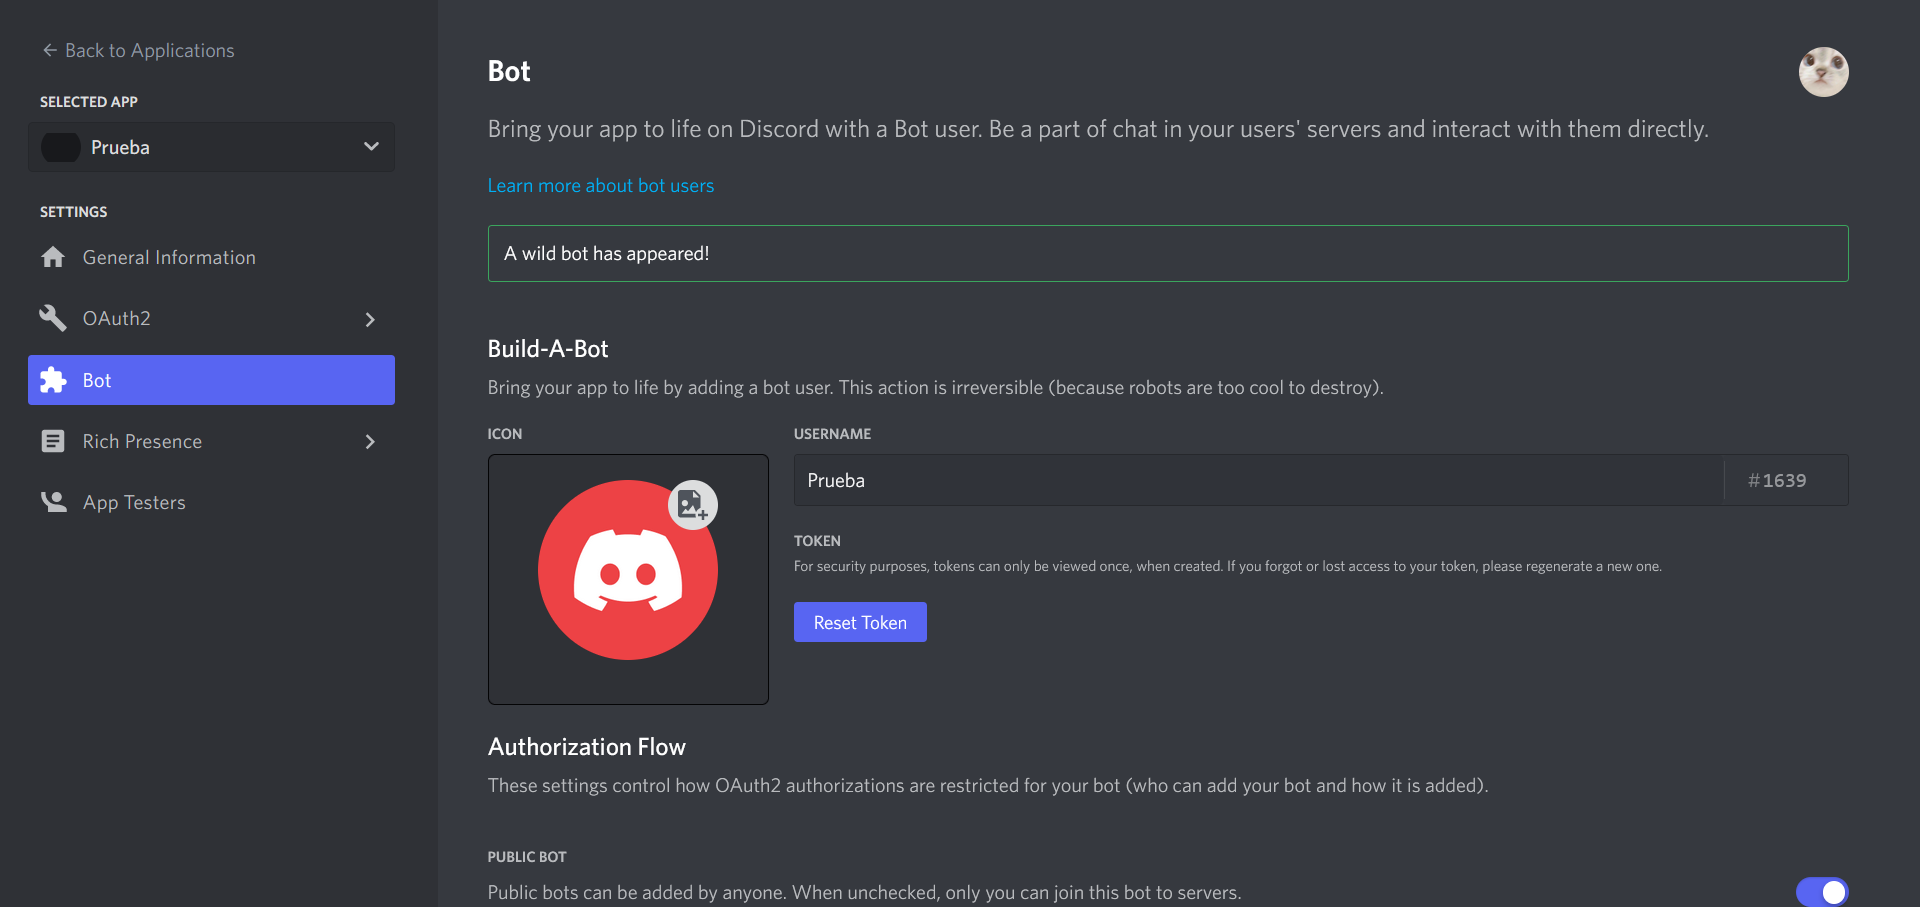 Back to Applications
SELECTED APP
Prueba
SETTINGS
General Information
OAuth2
Bot
Rich Presence
App Testers
Bot
Bring your app to life on Discord with a Bot user. Be a part of chat in your users' servers and interact with them directly.
Learn more about bot users
A wild bot has appeared!
Build-A-Bot
Bring your app to life by adding a bot user. This action is irreversible (because robots are too cool to destroy).
ICON
USERNAME
Prueba
#1639
TOKEN
For security purposes, tokens can only be viewed once, when created. If you forgot or lost access to your token, please regenerate a new one.
Reset Token
Authorization Flow
These settings control how OAuth2 authorizations are restricted for your bot (who can add your bot and how it is added).
PUBLIC BOT
Public bots can be added by anyone. When unchecked, only you can join this bot to servers.